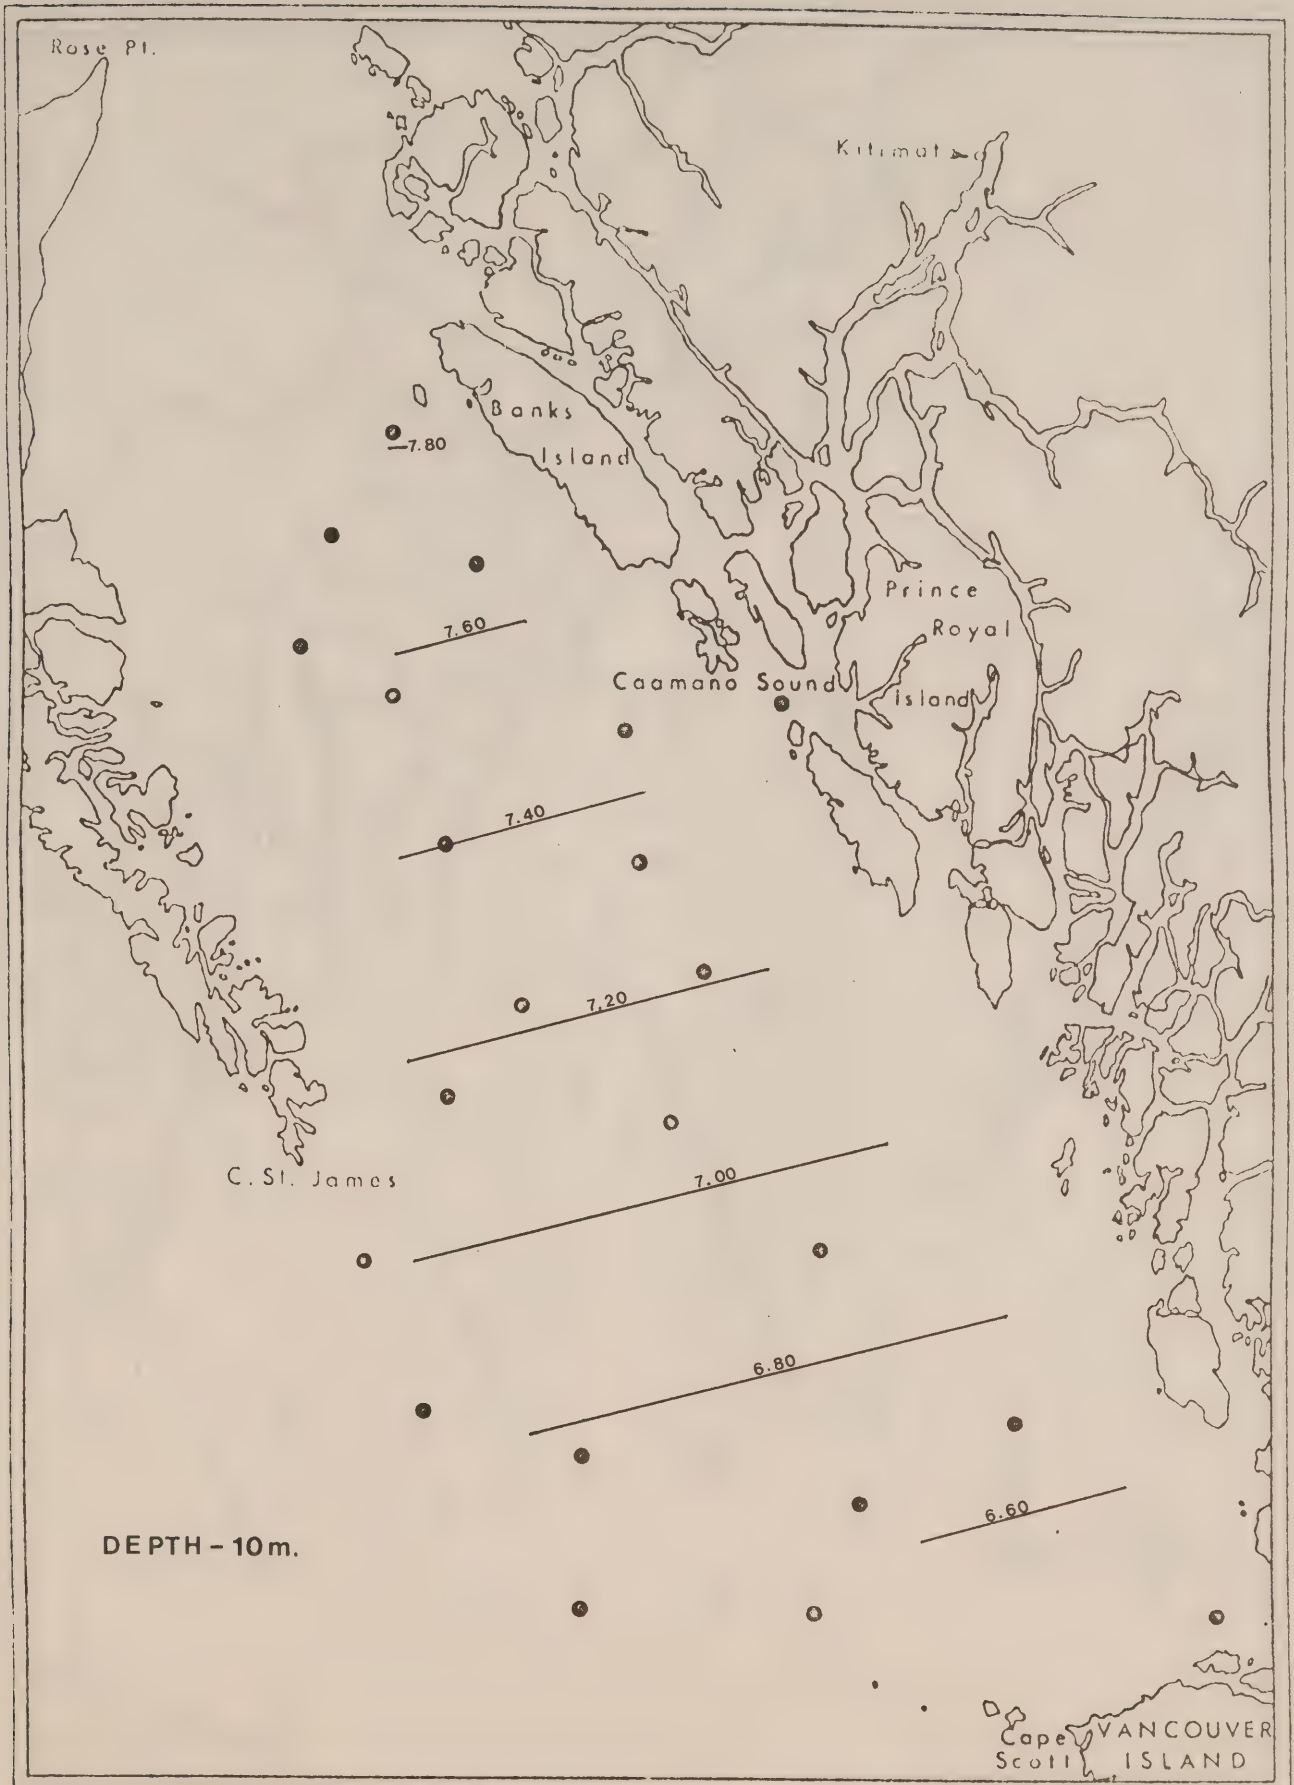 Rose Pt.
Kitimat
Banks
Island
7.80
Prince
Royal
Island
7.60
Caamano Sound
7.40
7.20
C. St. James
7.00
6.80
6.60
DEPTH – 10 m.
Cape
Scott
VANCOUVER
ISLAND